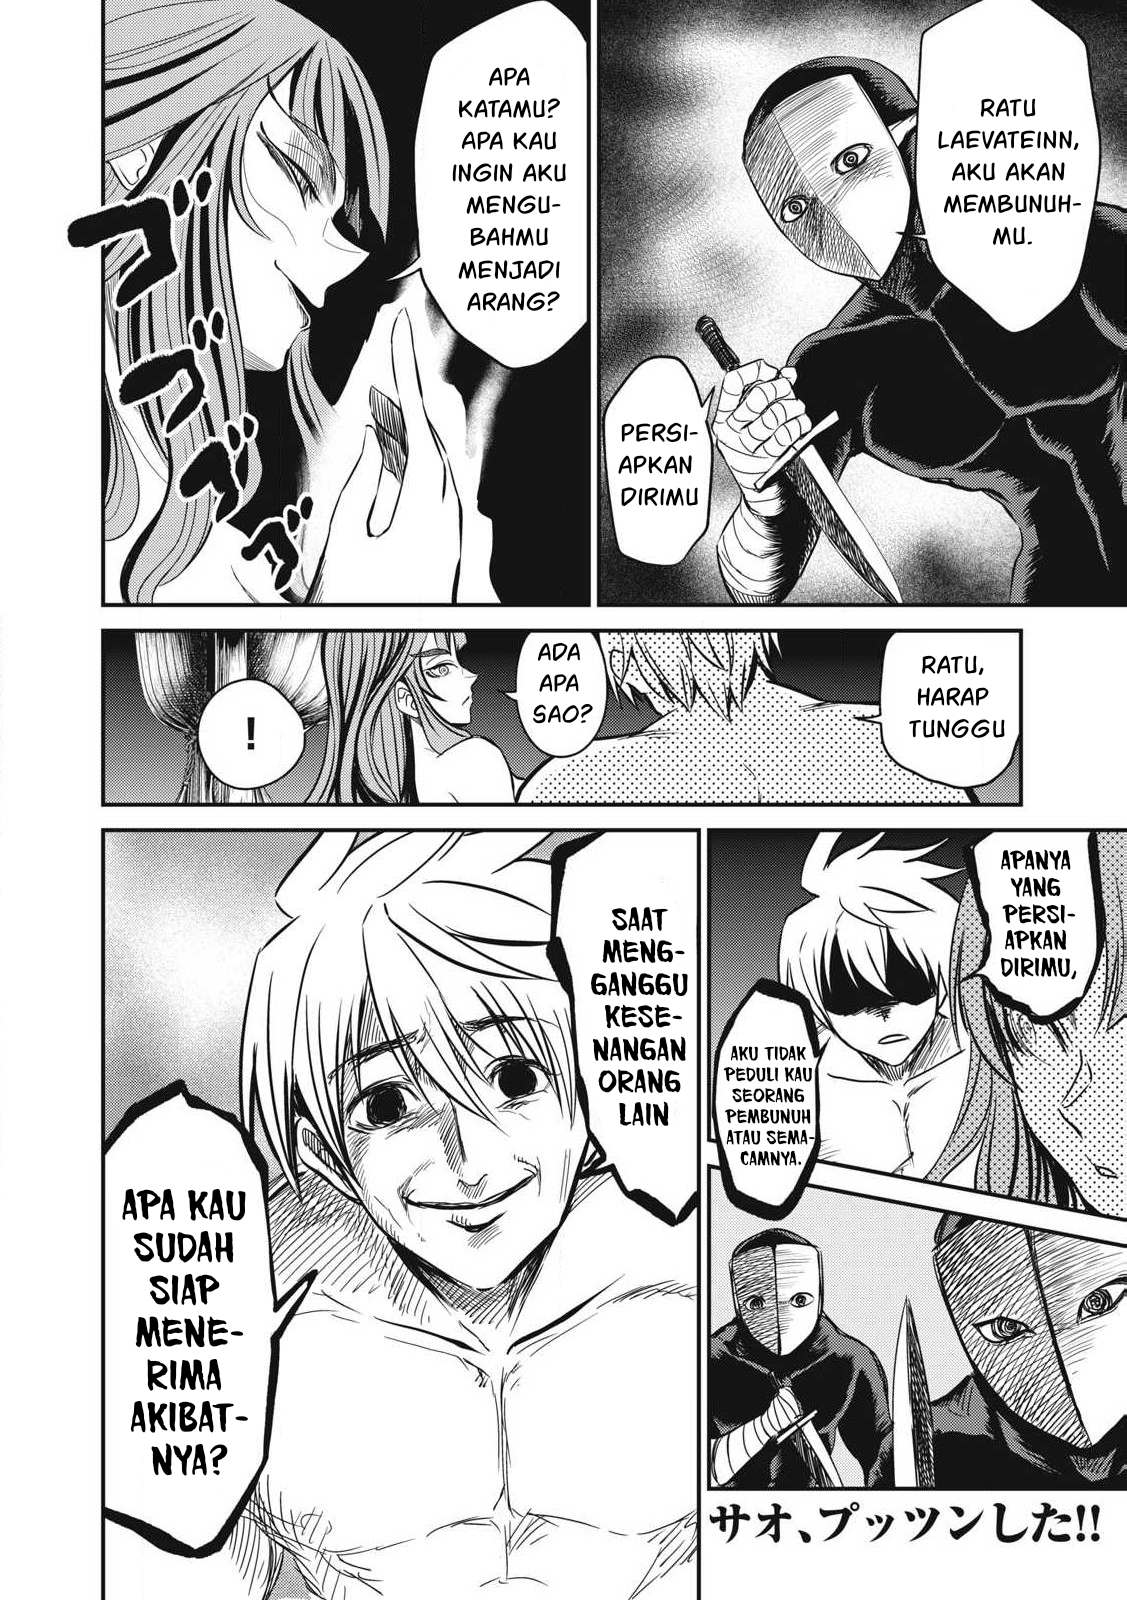 RATU
LAEVATEINN,
AKU AKAN
MEMBUNUH-
MU.
PERSI-
APKAN
DIRIMU
APA
KATAMU?
APA KAU
INGIN AKU
MENGU-
BAHMU
MENJADI
ARANG?
ゴゴゴゴ
RATU,
HARAP
TUNGGU
ADA
APA
SAO?
!
APANYA
YANG
PERSI-
APKAN
DIRIMU,
AKU TIDAK
PEDULI KAU
SEORANG
PEMBUNUH
ATAU SEMA-
CAMNYA.
SAAT
MENG-
GANGGU
KESE-
NANGAN
ORANG
LAIN
APA KAU
SUDAH
SIAP
MENE-
RIMA
AKIBAT-
NYA?
サオ、プッツンした!!